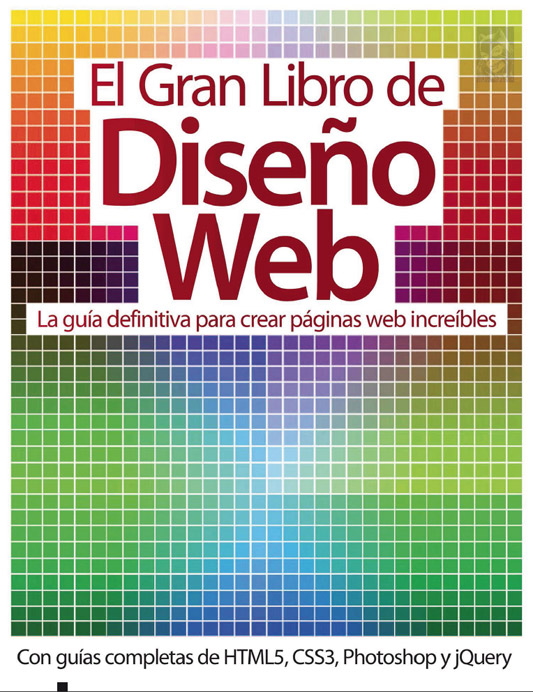 El Gran Libro de
Diseño
Web
La guía definitiva para crear páginas web increíbles
Con guías completas de HTML5, CSS3, Photoshop y jQuery